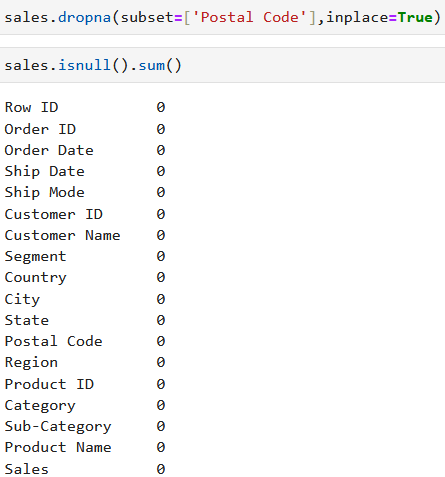 sales.dropna(subset=['Postal Code'],inplace=True)
sales.isnull().sum()
Row ID 0
Order ID 0
Order Date 0
Ship Date 0
Ship Mode 0
Customer ID 0
Customer Name 0
Segment 0
Country 0
City 0
State 0
Postal Code 0
Region 0
Product ID 0
Category 0
Sub-Category 0
Product Name 0
Sales 0